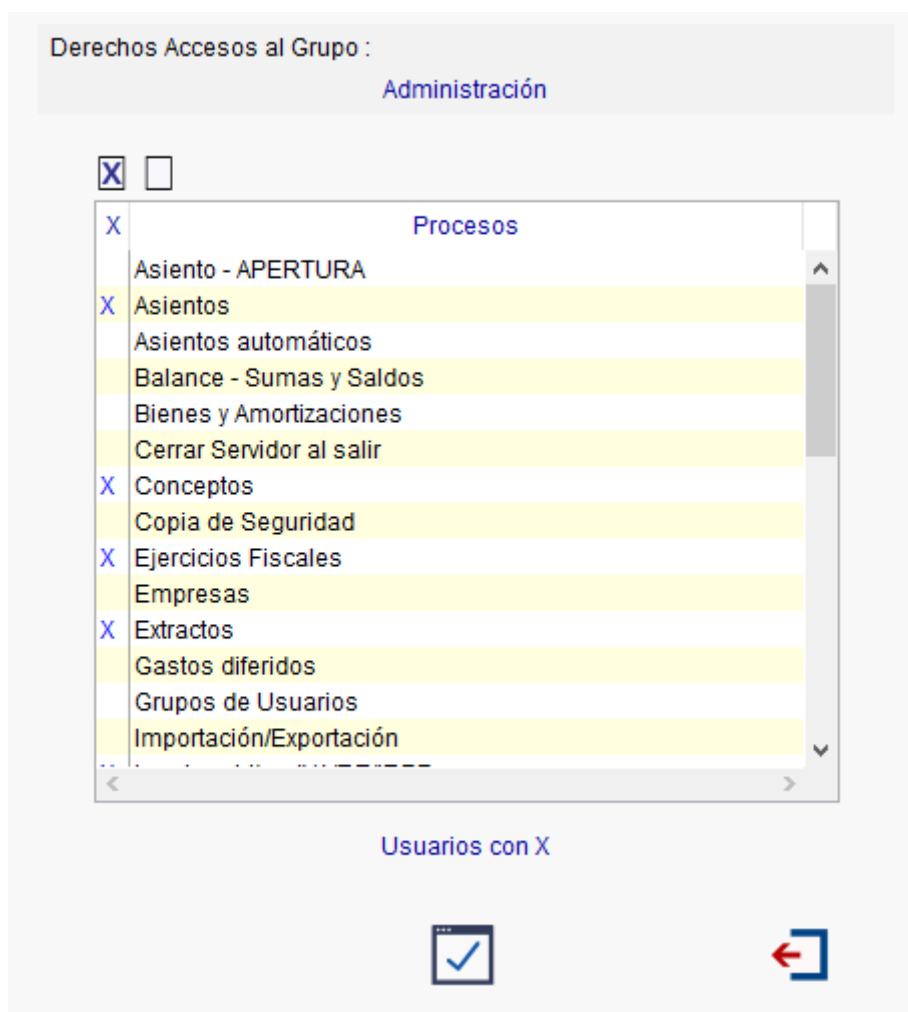 Derechos Accesos al Grupo :
Administración
X
X Procesos
Asiento - APERTURA
X Asientos
Asientos automáticos
Balance - Sumas y Saldos
Bienes y Amortizaciones
Cerrar Servidor al salir
X Conceptos
Copia de Seguridad
X Ejercicios Fiscales
Empresas
X Extractos
Gastos diferidos
Grupos de Usuarios
Importación/Exportación
Usuarios con X